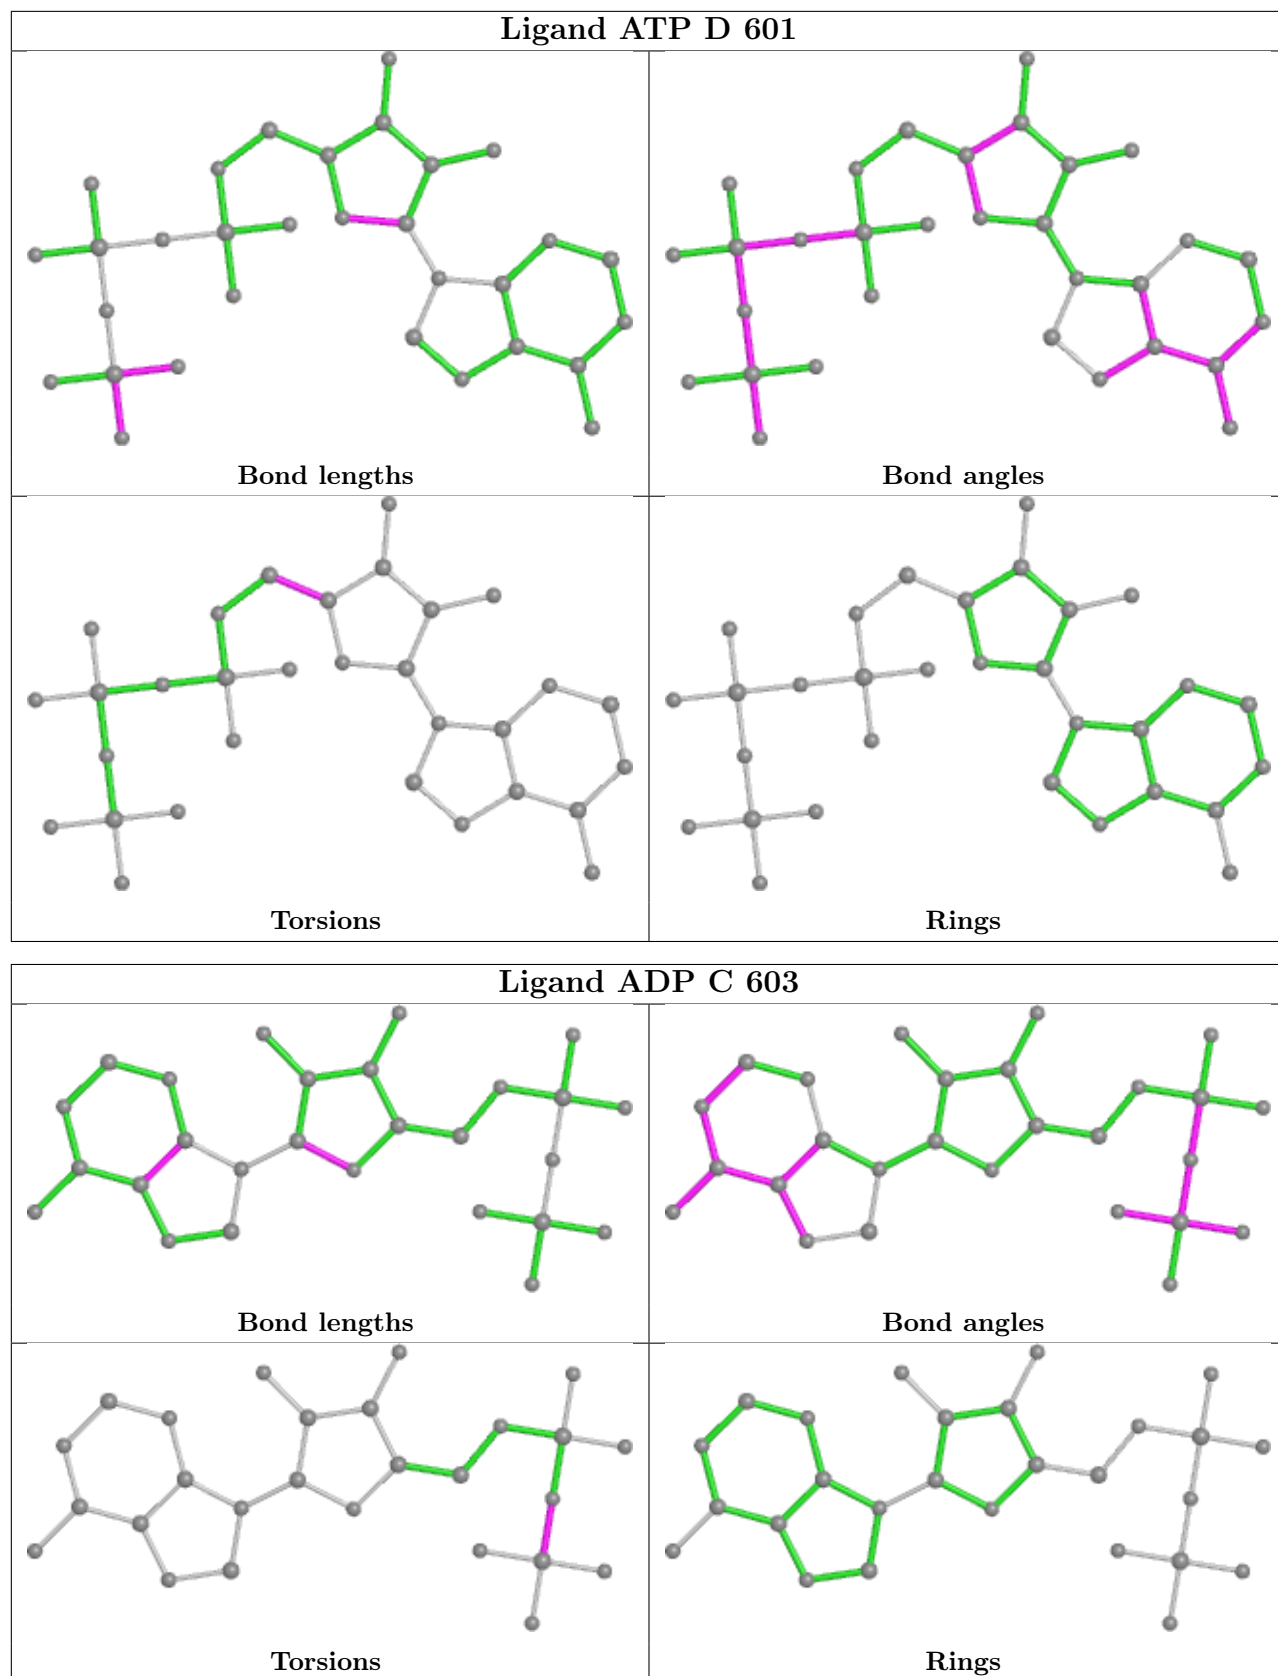 Ligand ATP D 601
Bond lengths
Bond angles
Torsions
Rings
Ligand ADP C 603
Bond lengths
Bond angles
Torsions
Rings